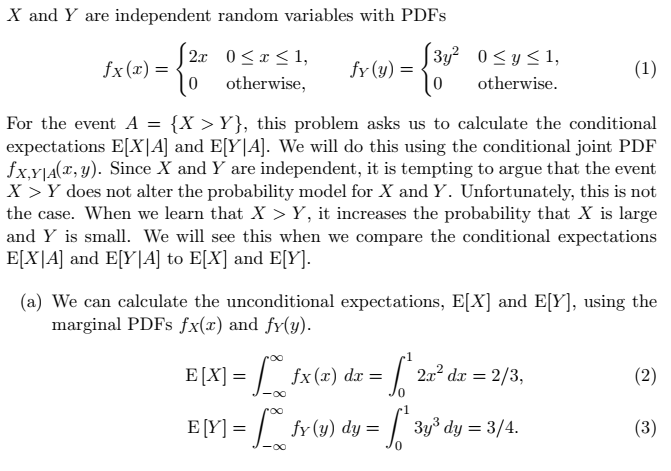 X and Y are independent random variables with PDFs
f_X(x) = { 2x 0 ≤ x ≤ 1, 0 otherwise, f_Y(y) = { 3y² 0 ≤ y ≤ 1, 0 otherwise. (1)
For the event A = {X > Y}, this problem asks us to calculate the conditional
expectations E[X|A] and E[Y|A]. We will do this using the conditional joint PDF
f_{X,Y|A}(x, y). Since X and Y are independent, it is tempting to argue that the event
X > Y does not alter the probability model for X and Y. Unfortunately, this is not
the case. When we learn that X > Y, it increases the probability that X is large
and Y is small. We will see this when we compare the conditional expectations
E[X|A] and E[Y|A] to E[X] and E[Y].
(a) We can calculate the unconditional expectations, E[X] and E[Y], using the
marginal PDFs f_X(x) and f_Y(y).
E [X] = ∫_{-∞}^{∞} f_X(x) dx = ∫_0^1 2x² dx = 2/3, (2)
E [Y] = ∫_{-∞}^{∞} f_Y(y) dy = ∫_0^1 3y³ dy = 3/4. (3)